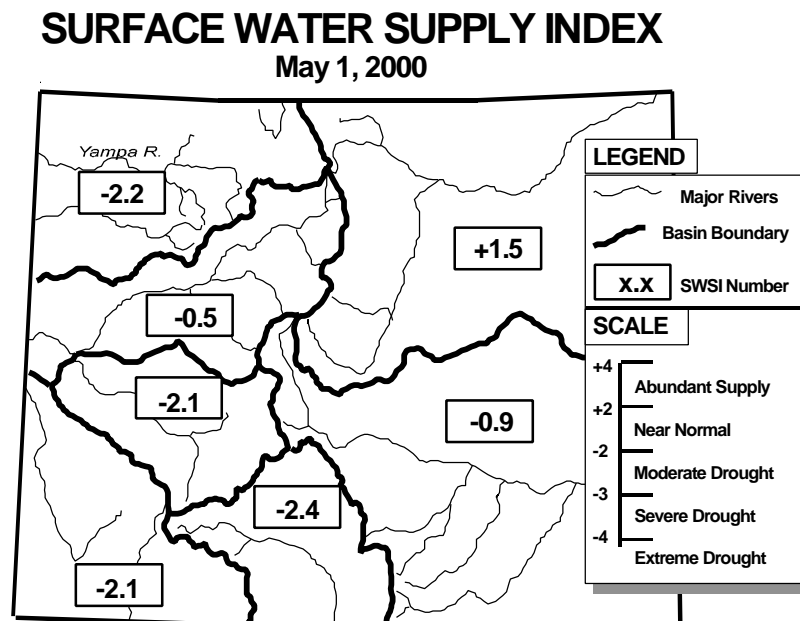 SURFACE WATER SUPPLY INDEX
May 1, 2000
Yampa R.
-2.2
+1.5
-0.5
-2.1
-0.9
-2.4
-2.1
LEGEND
Major Rivers
Basin Boundary
x.x SWSI Number
SCALE
+4
Abundant Supply
+2
Near Normal
-2
Moderate Drought
-3
Severe Drought
-4
Extreme Drought